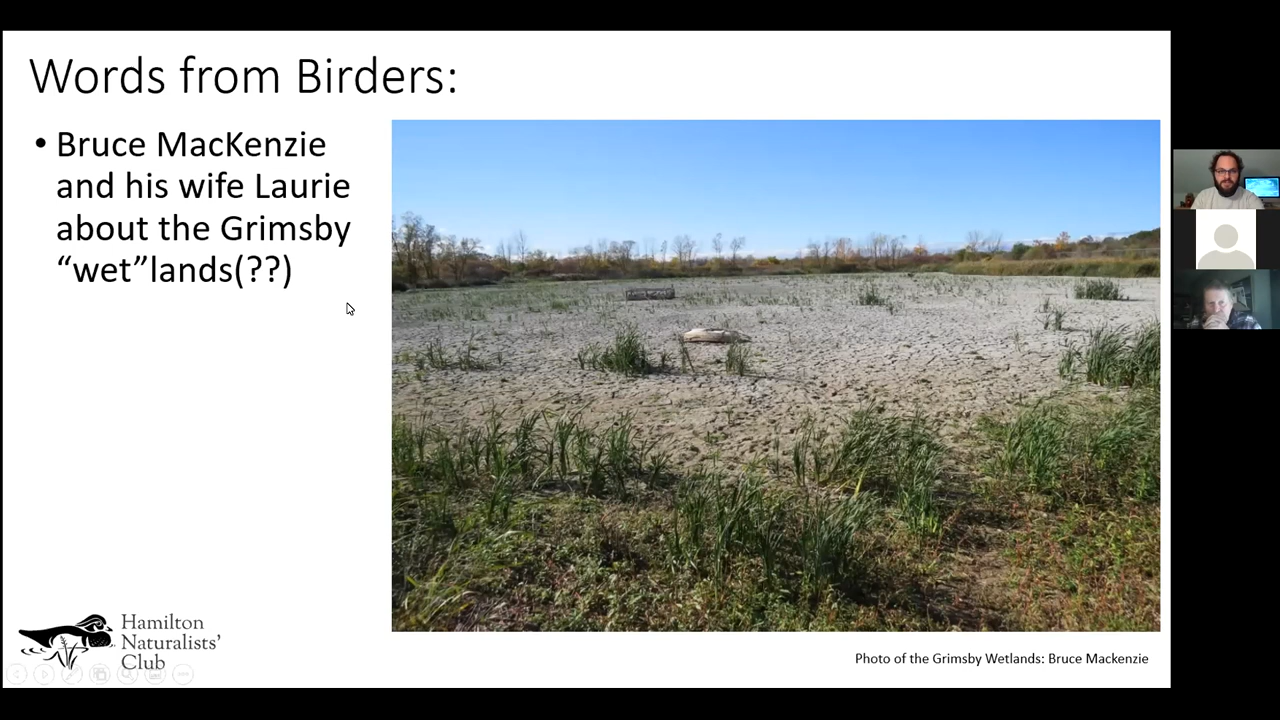 Words from Birders:
• Bruce MacKenzie
and his wife Laurie
about the Grimsby
“wet”lands(??)
Hamilton
Naturalists’
Club
Photo of the Grimsby Wetlands: Bruce Mackenzie